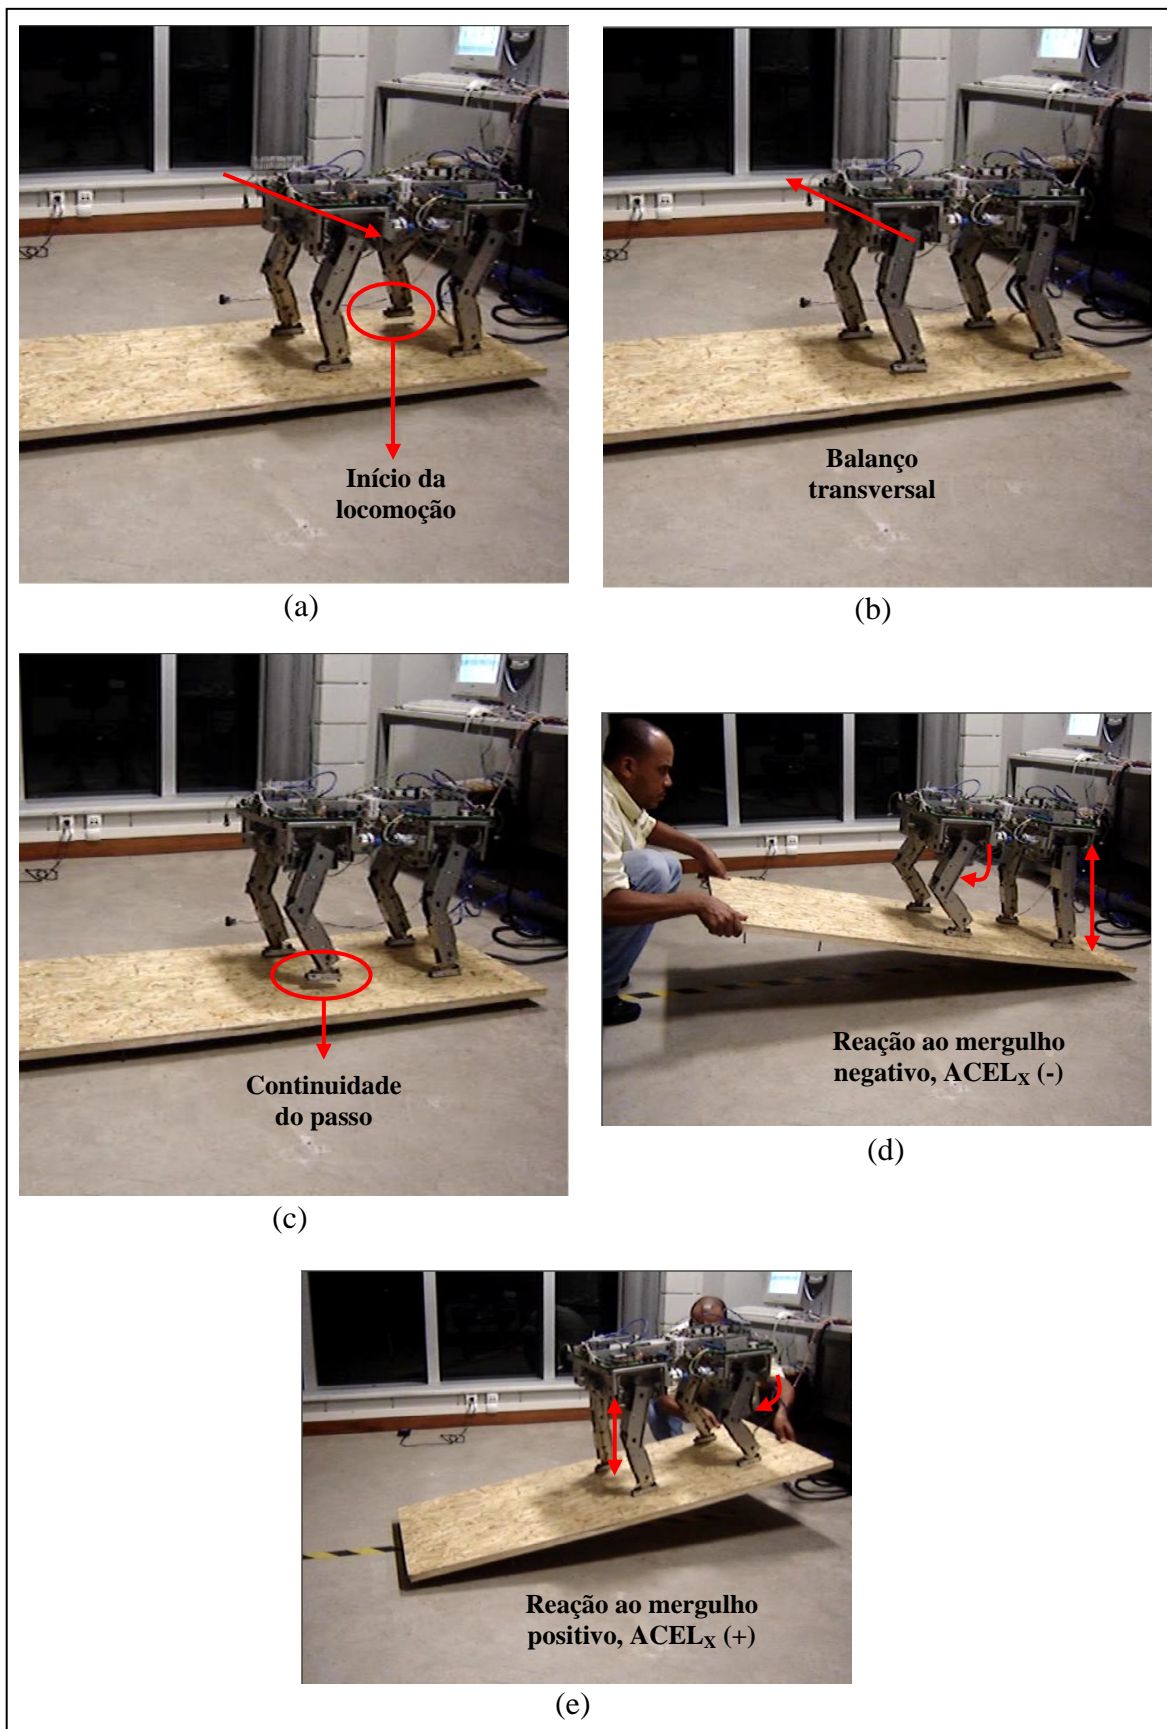 Início da
locomoção
(a)
Balanço
transversal
(b)
Continuidade
do passo
(c)
Reação ao mergulho
negativo, ACELX (-)
(d)
Reação ao mergulho
positivo, ACELX (+)
(e)